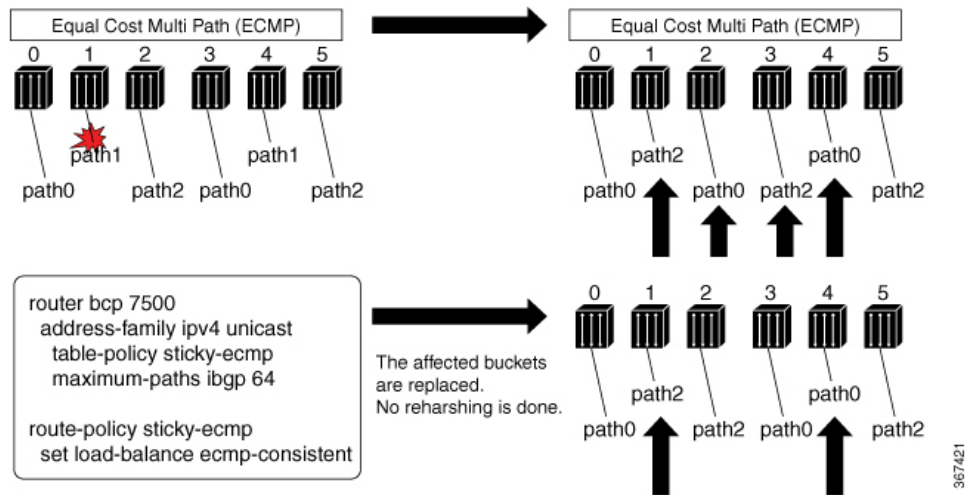 Equal Cost Multi Path (ECMP)
0 1 2 3 4 5
path1 path1
path0 path2 path0 path2
Equal Cost Multi Path (ECMP)
0 1 2 3 4 5
path2 path0
path0 path0 path2 path2
router bcp 7500
address-family ipv4 unicast
table-policy sticky-ecmp
maximum-paths ibgp 64
route-policy sticky-ecmp
set load-balance ecmp-consistent
The affected buckets
are replaced.
No reharshing is done.
0 1 2 3 4 5
path2 path0
path0 path2 path0 path2
367421